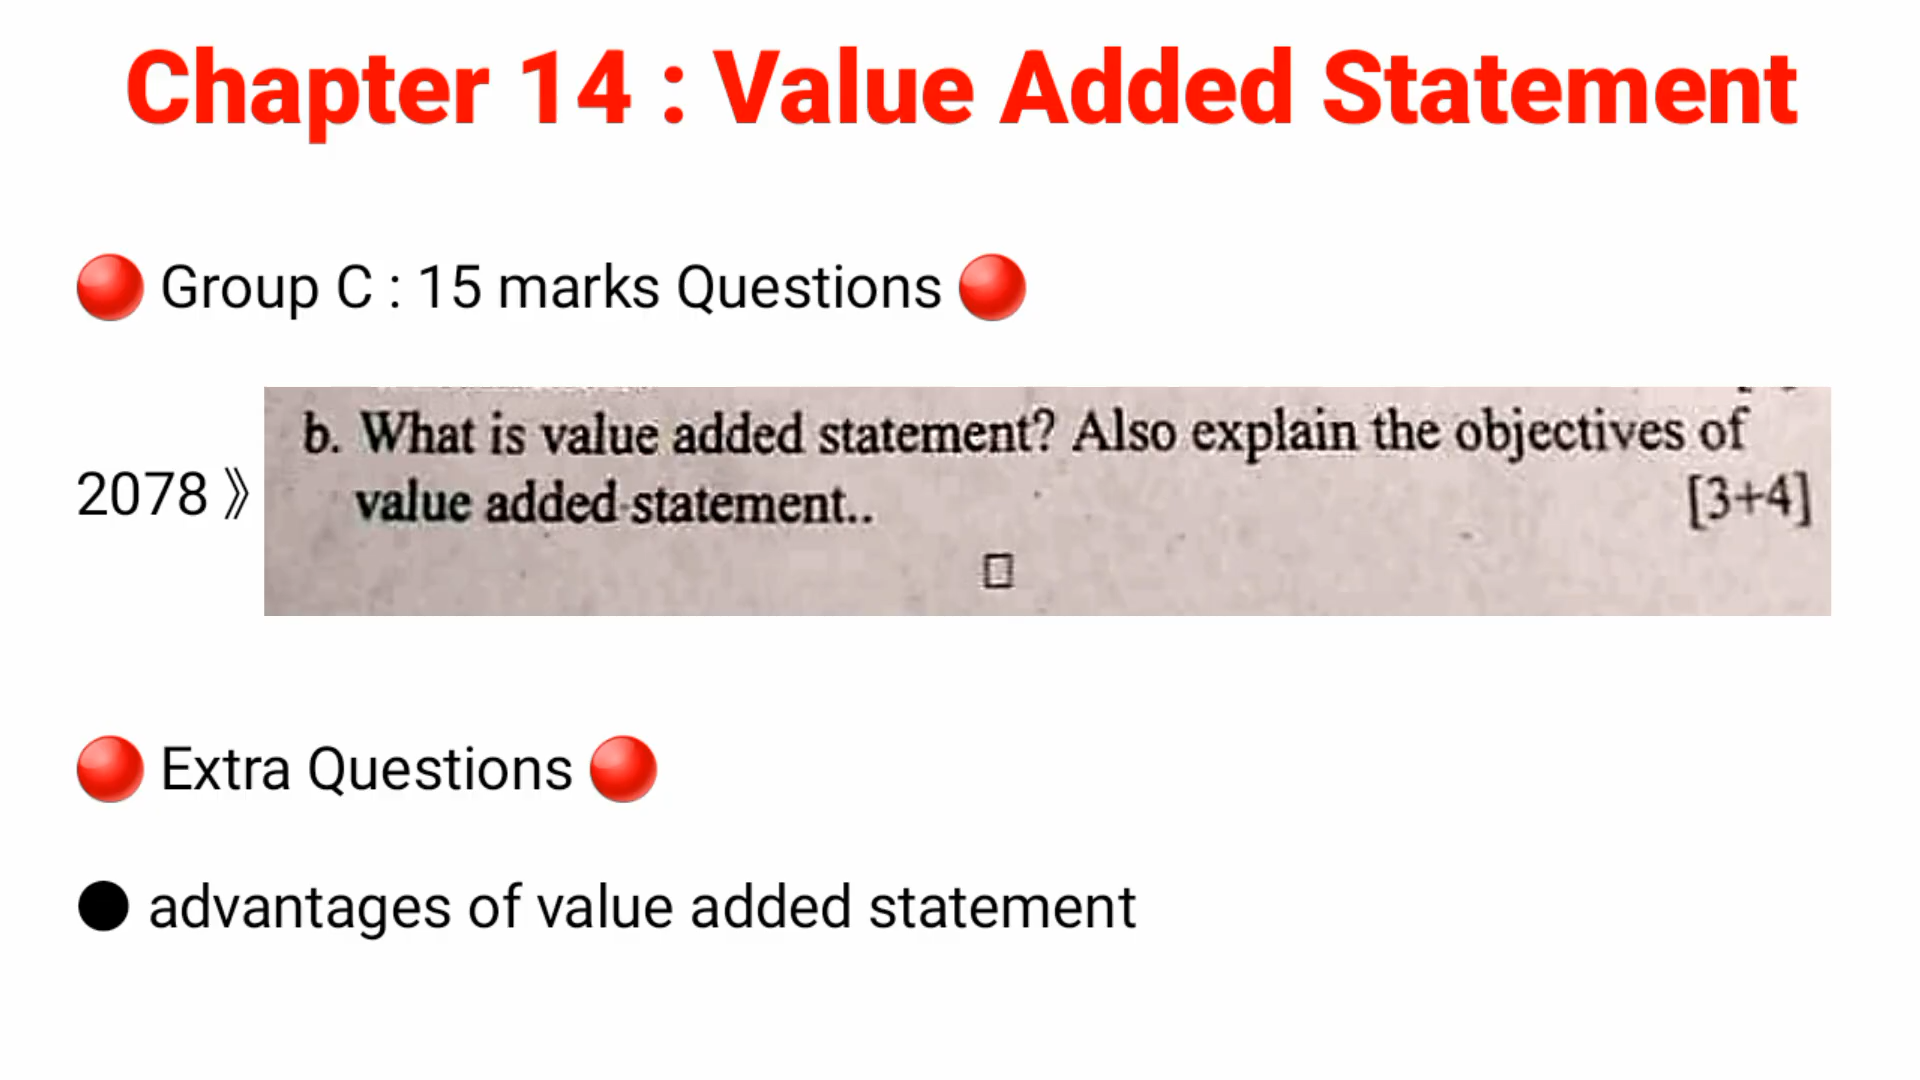 Chapter 14 : Value Added Statement
🔴 Group C : 15 marks Questions 🔴
2078 》
b. What is value added statement? Also explain the objectives of
value added statement..
[3+4]
🔴 Extra Questions 🔴
● advantages of value added statement